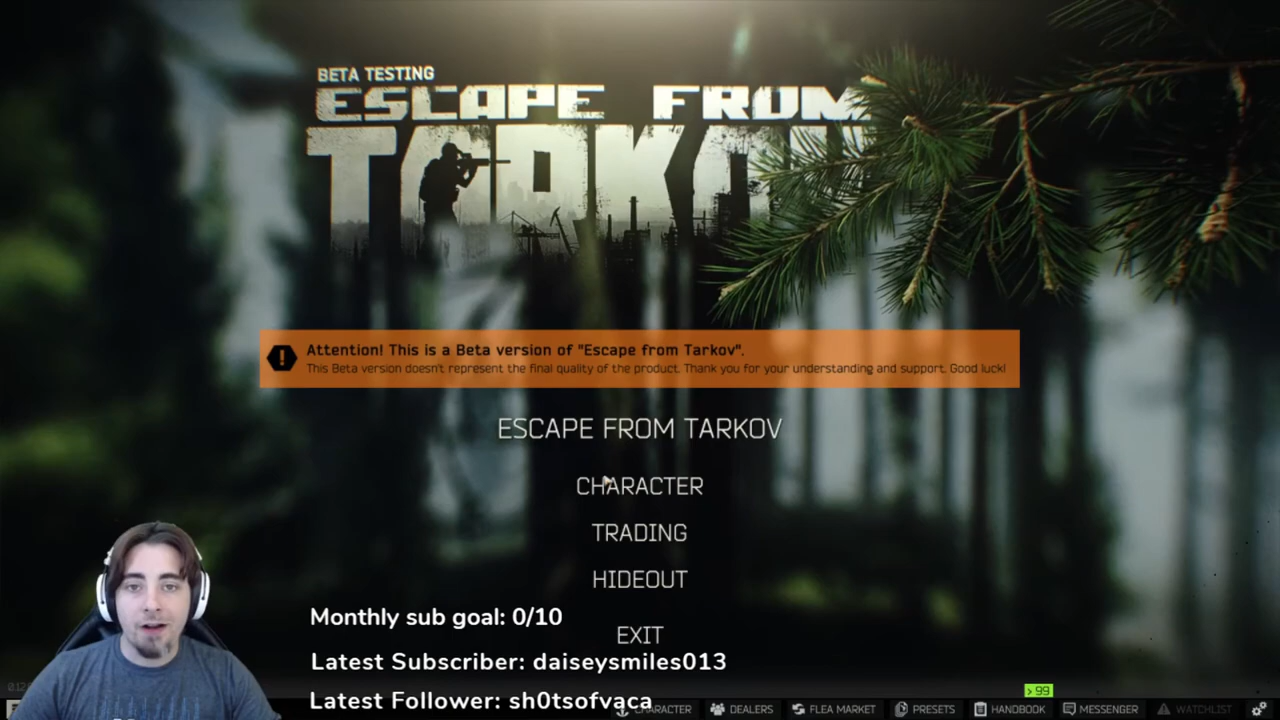 BETA TESTING
ESCAPE FROM
TARKOV
Attention! This is a Beta version of "Escape from Tarkov".
This Beta version doesn't represent the final quality of the product. Thank you for your understanding and support. Good luck!
ESCAPE FROM TARKOV
CHARACTER
TRADING
HIDEOUT
Monthly sub goal: 0/10
EXIT
Latest Subscriber: daiseysmiles013
Latest Follower: sh0tsofvaca
> 99
CHARACTER DEALERS FLEA MARKET PRESETS HANDBOOK MESSENGER WATCHLIST